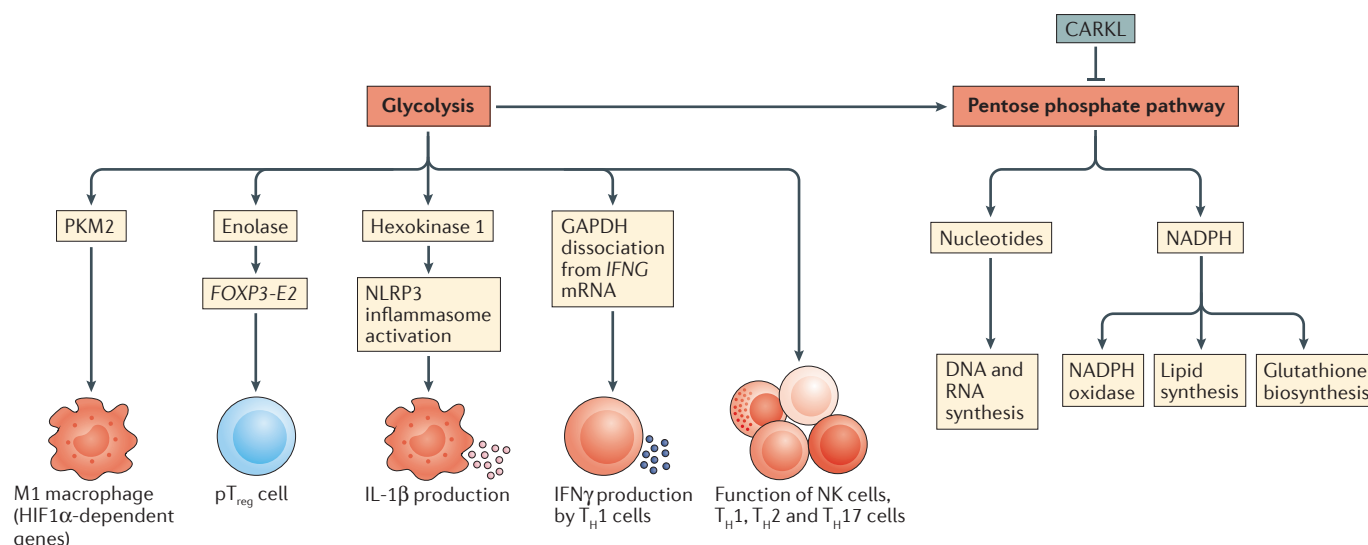 CARKL
Glycolysis
Pentose phosphate pathway
PKM2
Enolase
Hexokinase 1
GAPDH
dissociation
from IFNG
mRNA
Nucleotides
NADPH
FOXP3-E2
NLRP3
inflammasome
activation
DNA and
RNA
synthesis
NADPH
oxidase
Lipid
synthesis
Glutathione
biosynthesis
M1 macrophage
(HIF1α-dependent
genes)
pTreg cell
IL-1β production
IFNγ production
by TH1 cells
Function of NK cells,
TH1, TH2 and TH17 cells